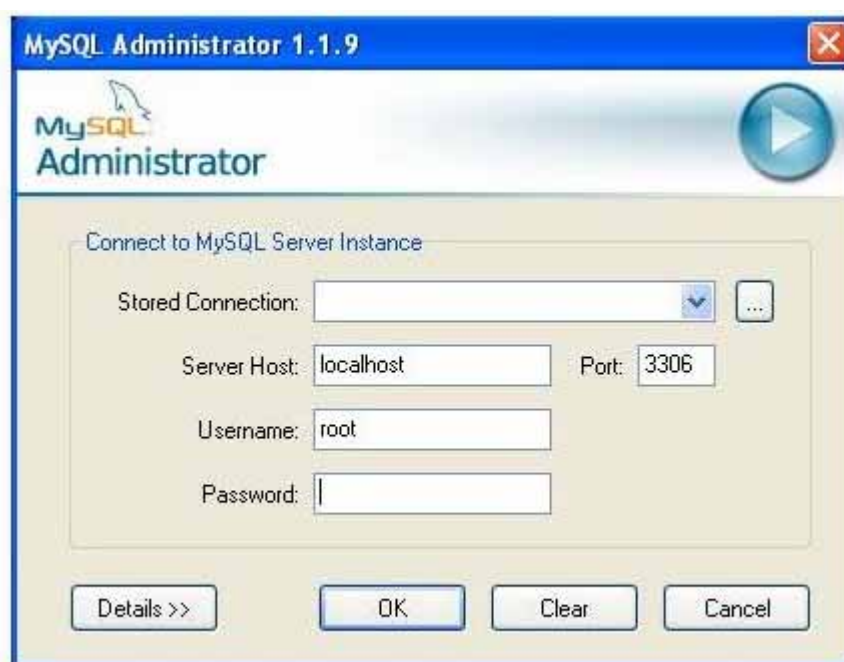 MySQL Administrator 1.1.9
MySQL
Administrator
Connect to MySQL Server Instance
Stored Connection:
...
Server Host: localhost Port: 3306
Username: root
Password:
Details >> OK Clear Cancel